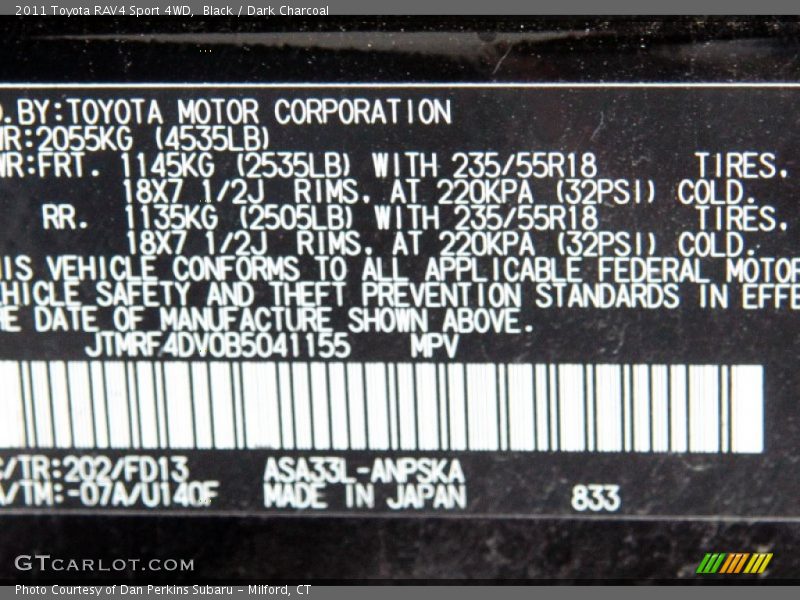 2011 Toyota RAV4 Sport 4WD, Black / Dark Charcoal
.BY:TOYOTA MOTOR CORPORATION
WR:2055KG (4535LB)
WR:FRT. 1145KG (2535LB) WITH 235/55R18 TIRES.
18X7 1/2J RIMS. AT 220KPA (32PSI) COLD.
RR. 1135KG (2505LB) WITH 235/55R18 TIRES.
18X7 1/2J RIMS. AT 220KPA (32PSI) COLD.
IS VEHICLE CONFORMS TO ALL APPLICABLE FEDERAL MOTOR
HICLE SAFETY AND THEFT PREVENTION STANDARDS IN EFFE
E DATE OF MANUFACTURE SHOWN ABOVE.
JTMRF4DV0B5041155 MPV
/TR:202/FD13 ASA33L-ANPSKA
A/TM:-07A/U140F MADE IN JAPAN 833
GTCARLOT.COM
Photo Courtesy of Dan Perkins Subaru - Milford, CT